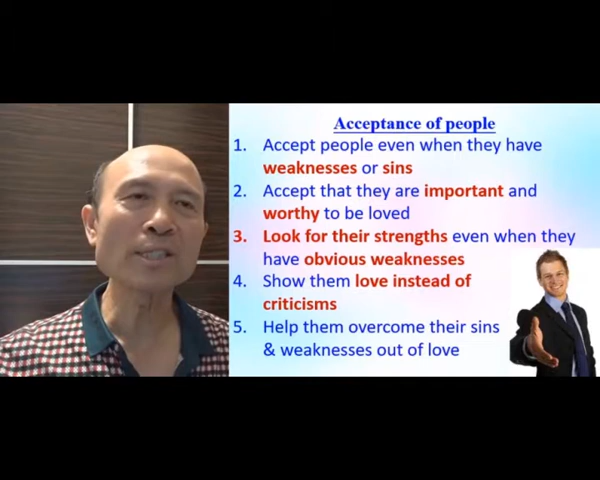 Acceptance of people
1. Accept people even when they have
weaknesses or sins
2. Accept that they are important and
worthy to be loved
3. Look for their strengths even when they
have obvious weaknesses
4. Show them love instead of
criticisms
5. Help them overcome their sins
& weaknesses out of love